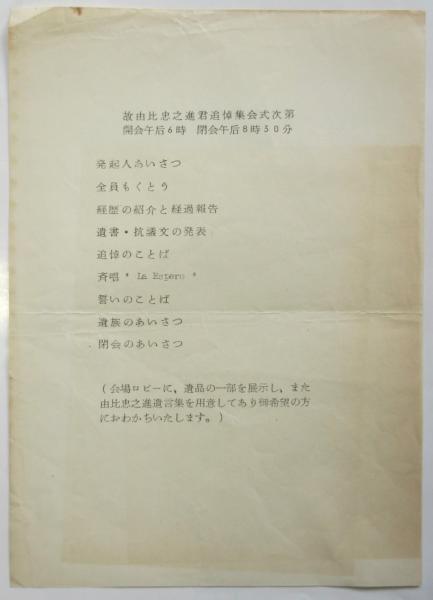 故由比忠之進君追悼集会式次第
開会午后6時 閉会午后8時30分
発起人あいさつ
全員もくとう
経歴の紹介と経過報告
遺書・抗議文の発表
追悼のことば
斉唱 " La Espero "
誓いのことば
遺族のあいさつ
閉会のあいさつ
(会場ロビーに、遺品の一部を展示し、また
由比忠之進遺言集を用意してあり御希望の方
におわかちいたします。)